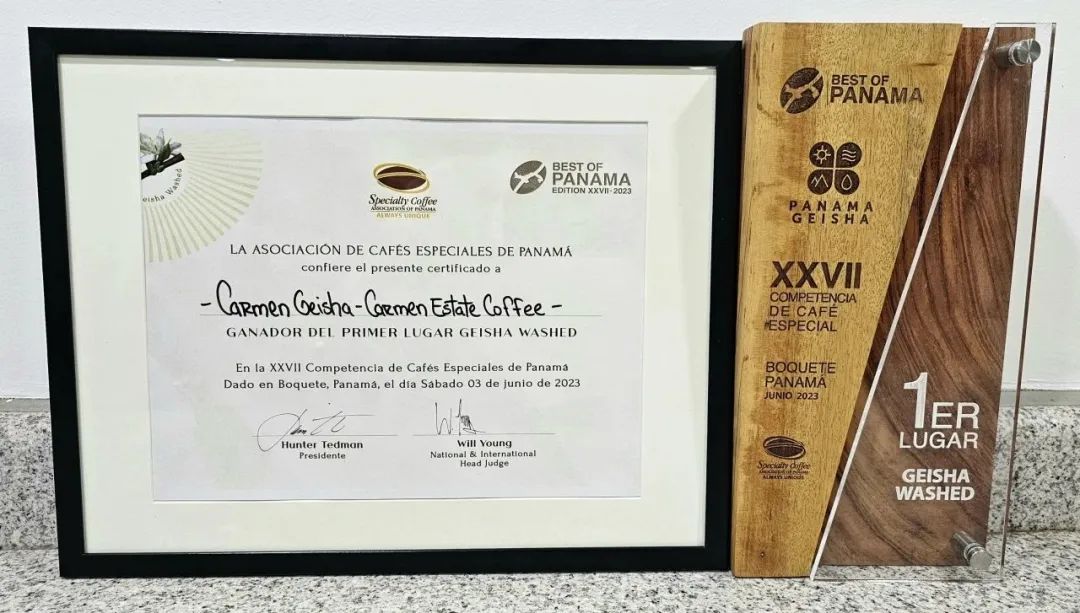 Geisha Washed
Specialty Coffee
ASSOCIATION OF PANAMA
ALWAYS UNIQUE
BEST OF
PANAMA
EDITION XXVII-2023
LA ASOCIACIÓN DE CAFÉS ESPECIALES DE PANAMÁ
confiere el presente certificado a
- Carmen Geisha - Carmen Estate Coffee -
GANADOR DEL PRIMER LUGAR GEISHA WASHED
En la XXVII Competencia de Cafés Especiales de Panamá
Dado en Boquete, Panamá, el día Sábado 03 de junio de 2023
Hunter Tedman
Presidente
Will Young
National & International
Head Judge
BEST OF
PANAMA
PANAMA
GEISHA
XXVII
COMPETENCIA
DE CAFÉ
ESPECIAL
BOQUETE
PANAMÁ
JUNIO 2023
Specialty Coffee
ASSOCIATION OF PANAMA
ALWAYS UNIQUE
1ER
LUGAR
GEISHA
WASHED